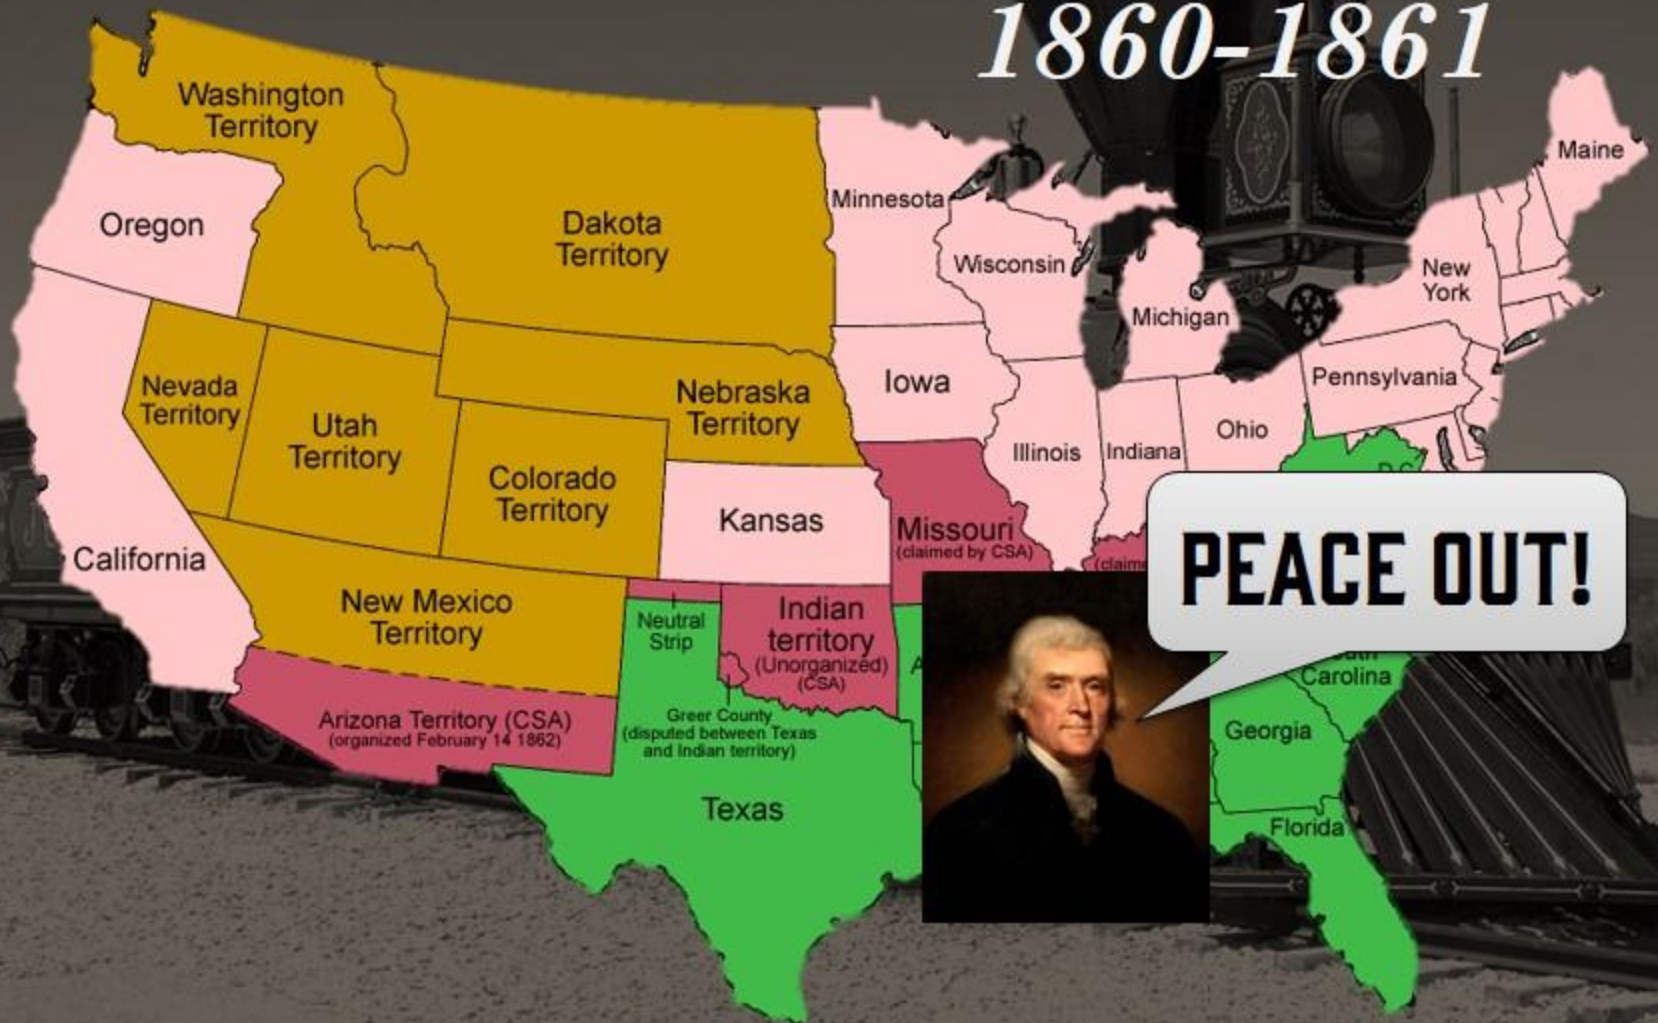 1860-1861
Washington
Territory
Maine
Oregon
Dakota
Territory
Minnesota
Wisconsin
New
York
Michigan
Nevada
Territory
Utah
Territory
Nebraska
Territory
Iowa
Pennsylvania
Illinois
Indiana
Ohio
Colorado
Territory
D.C.
Kansas
Missouri
(claimed by CSA)
California
PEACE OUT!
New Mexico
Territory
Neutral
Strip
Indian
territory
(Unorganized)
(CSA)
Carolina
Arizona Territory (CSA)
(organized February 14 1862)
Greer County
(disputed between Texas
and Indian territory)
Georgia
Texas
Florida